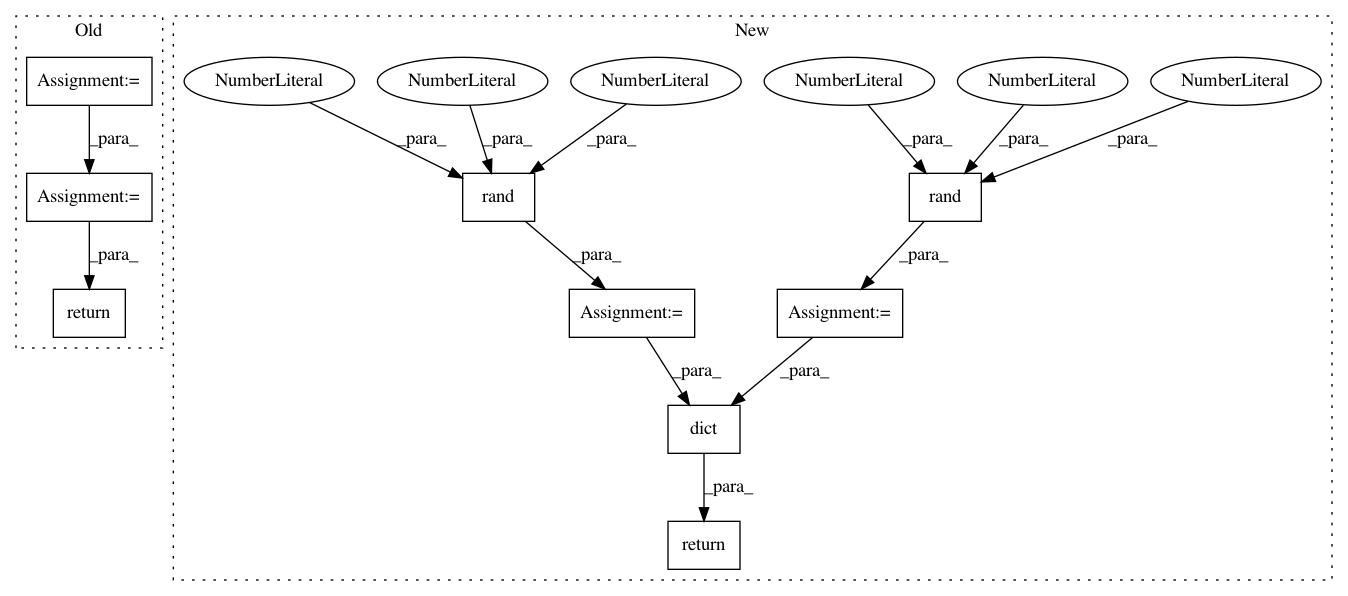 Old
New
Assignment:=
NumberLiteral
NumberLiteral
NumberLiteral
NumberLiteral
NumberLiteral
NumberLiteral
_para_
_para_
_para_
_para_
_para_
_para_
_para_
Assignment:=
rand
rand
_para_
_para_
_para_
return
Assignment:=
Assignment:=
_para_
_para_
dict
_para_
return